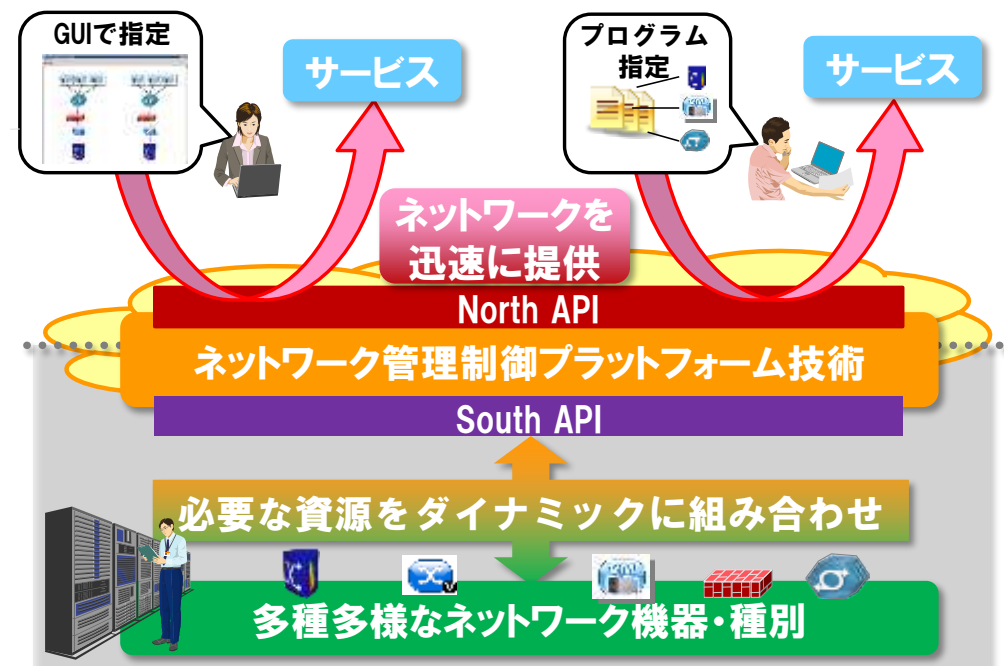 GUIで指定
サービス
プログラム
指定
サービス
ネットワークを
迅速に提供
North API
ネットワーク管理制御プラットフォーム技術
South API
必要な資源をダイナミックに組み合わせ
多種多様なネットワーク機器・種別